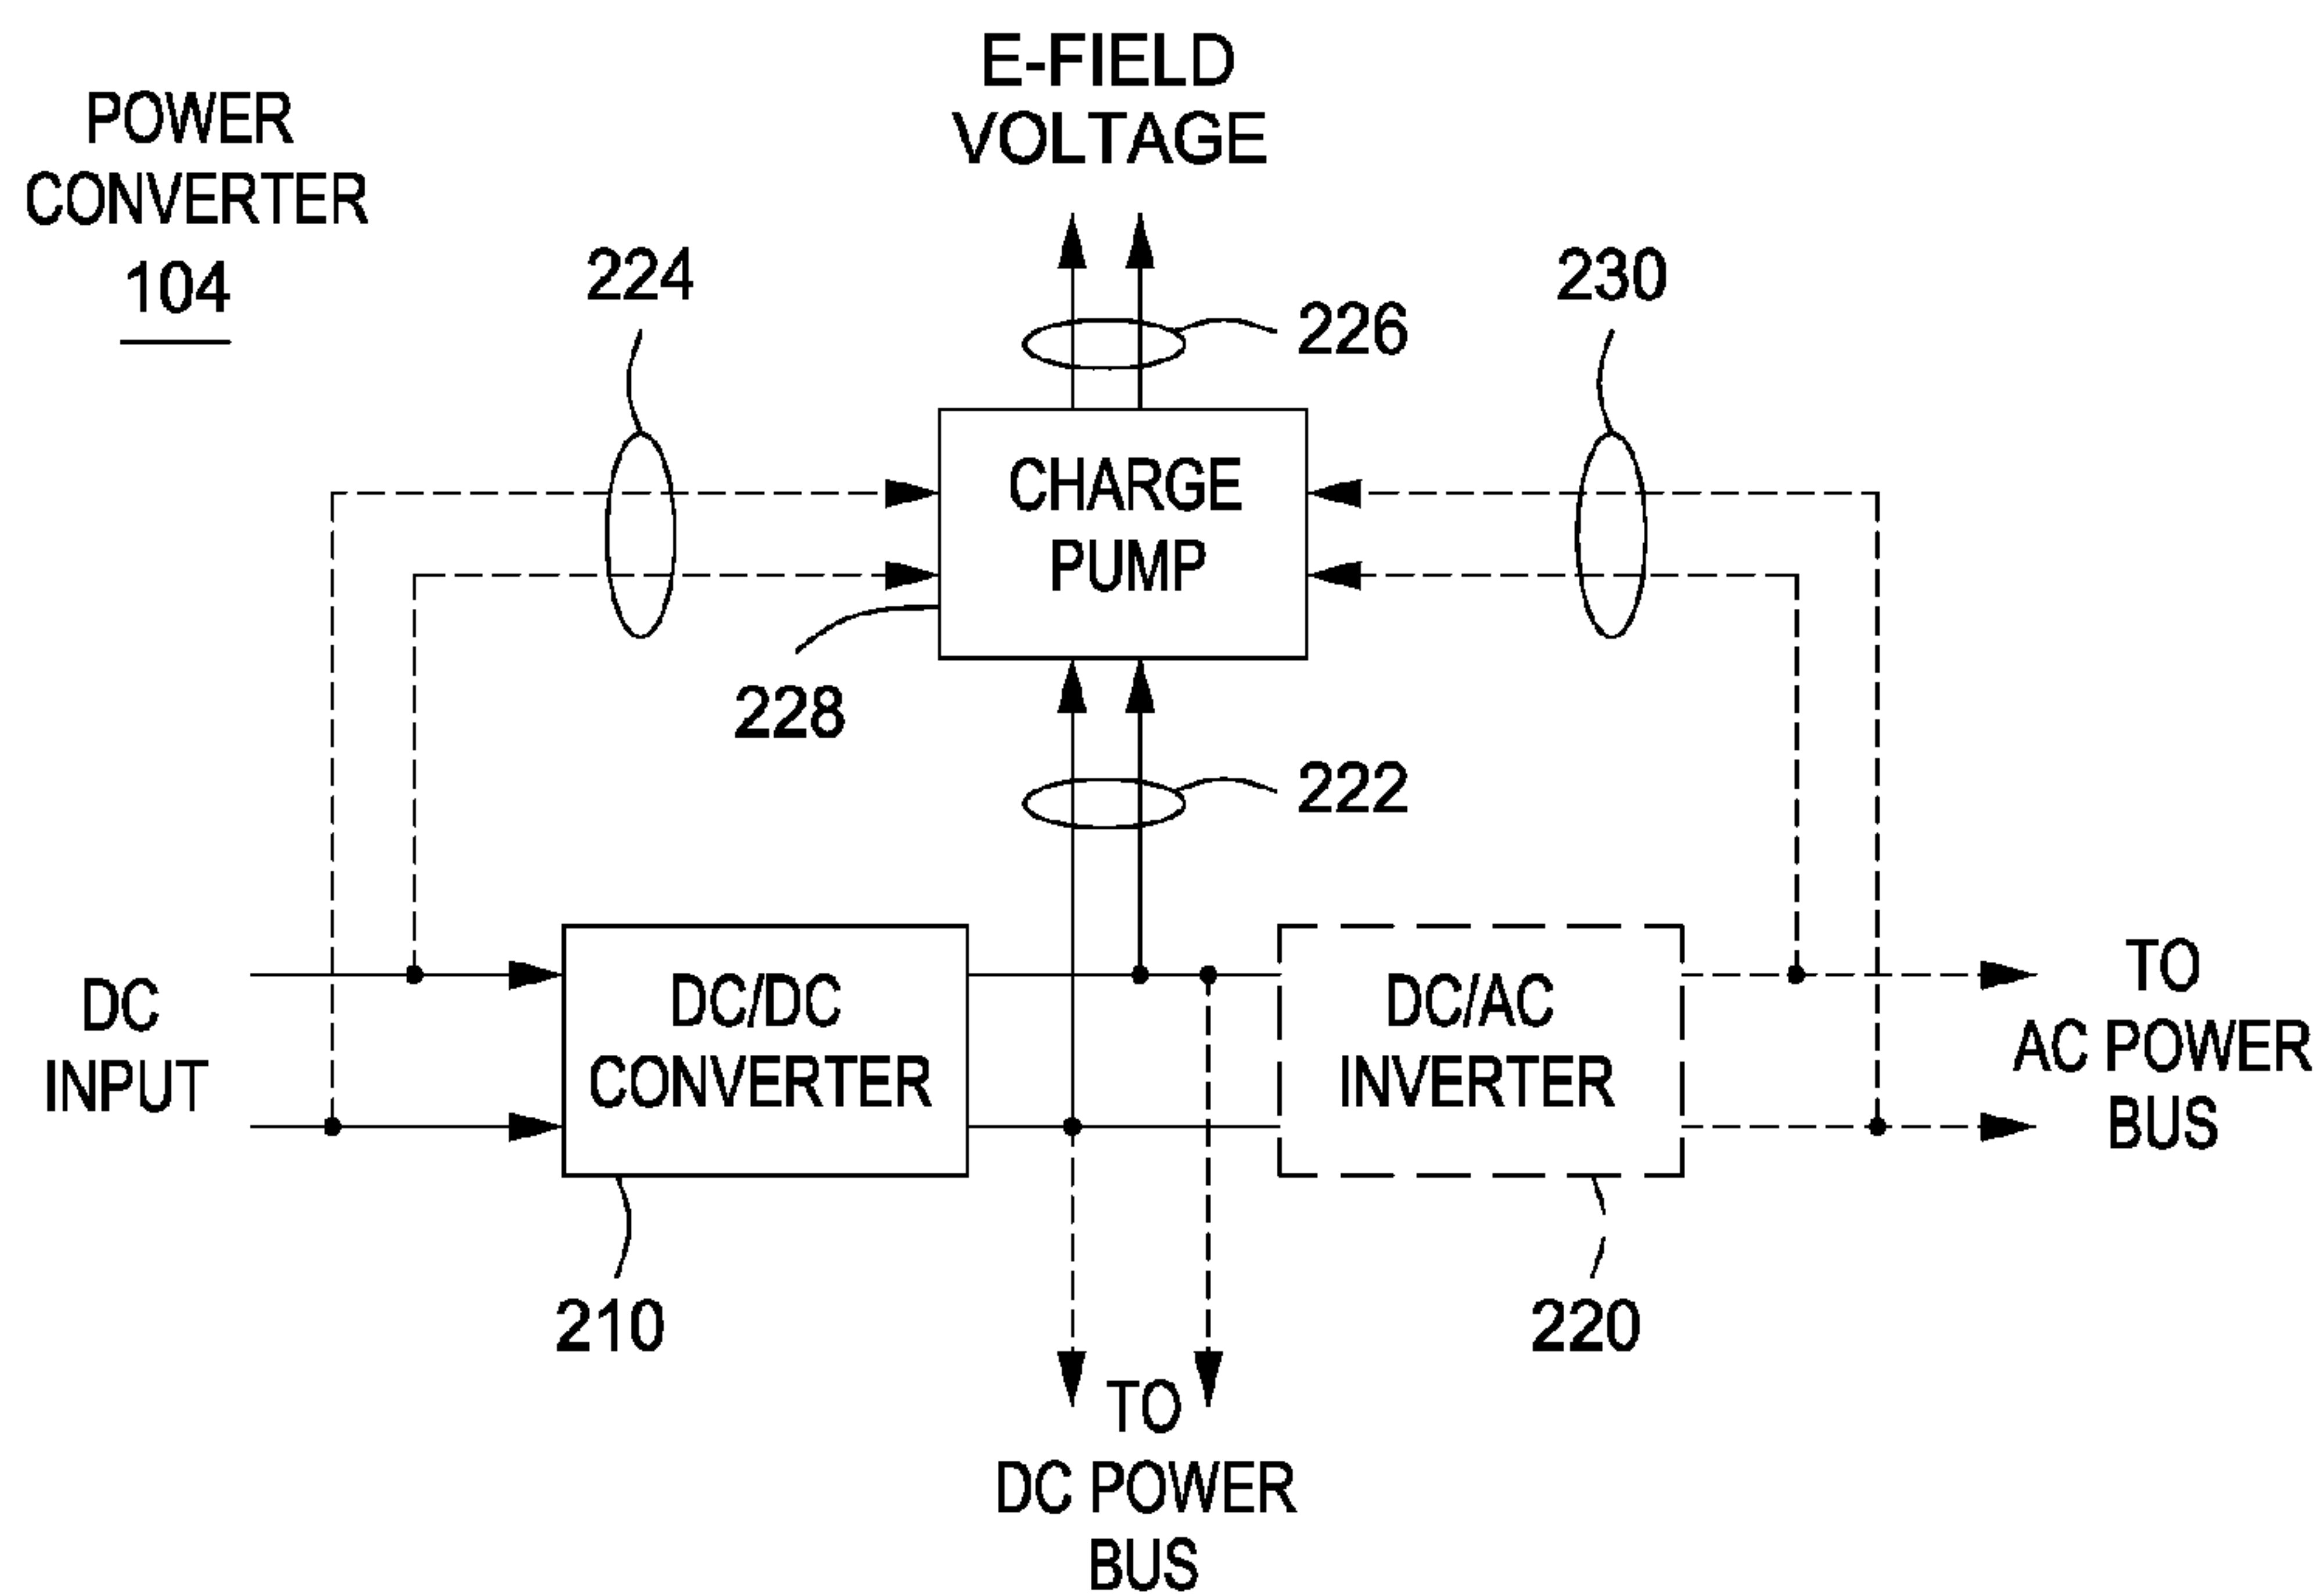 E-FIELD
VOLTAGE
POWER
CONVERTER
104
224
226
230
CHARGE
PUMP
228
222
DC
INPUT
DC/DC
CONVERTER
DC/AC
INVERTER
TO
AC POWER
BUS
210
220
TO
DC POWER
BUS